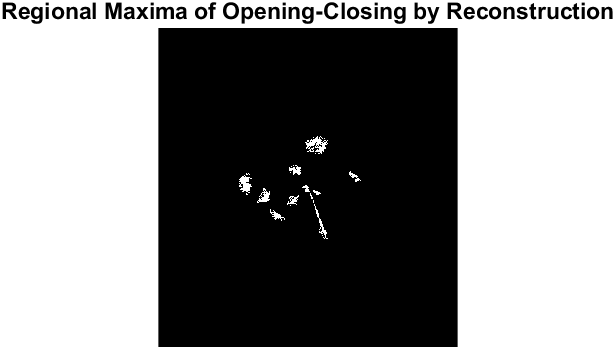 Regional Maxima of Opening-Closing by Reconstruction